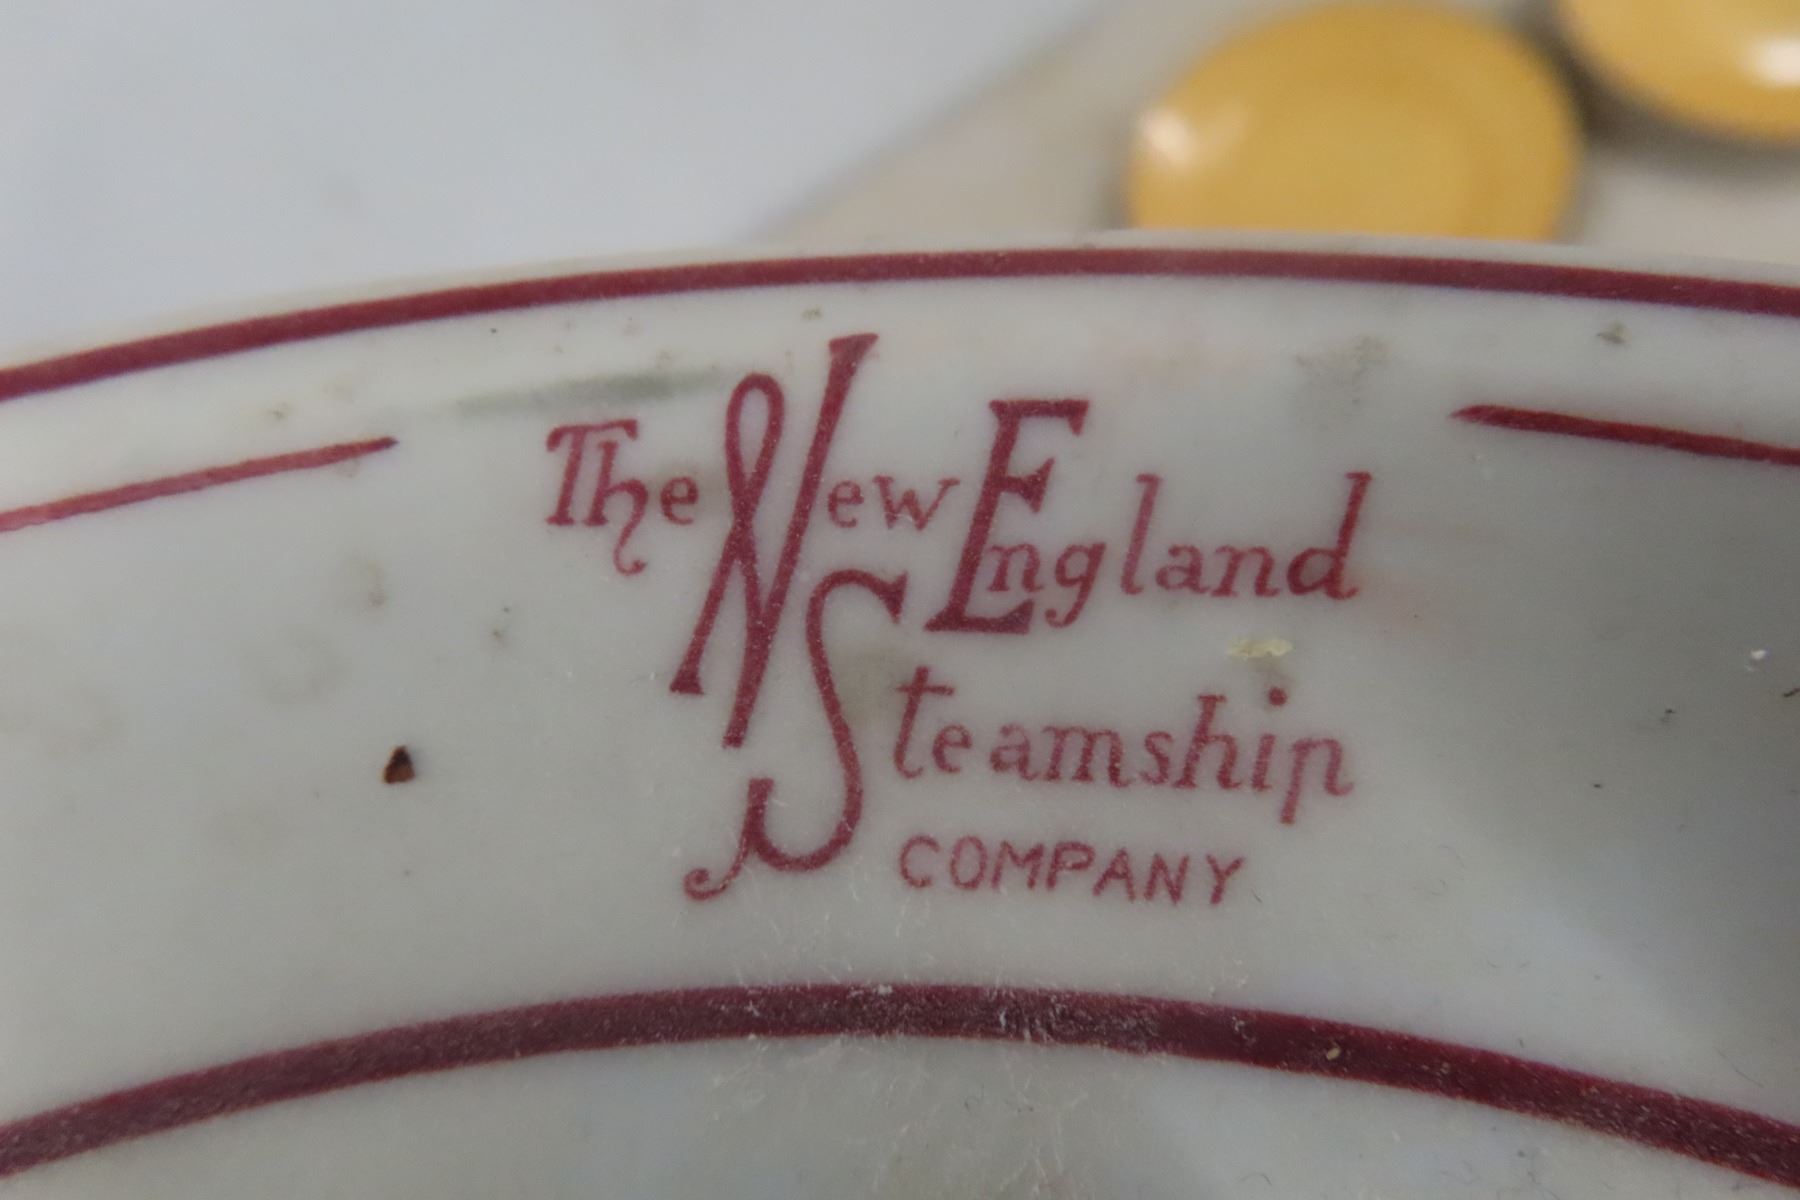 The New England
Steamship
COMPANY